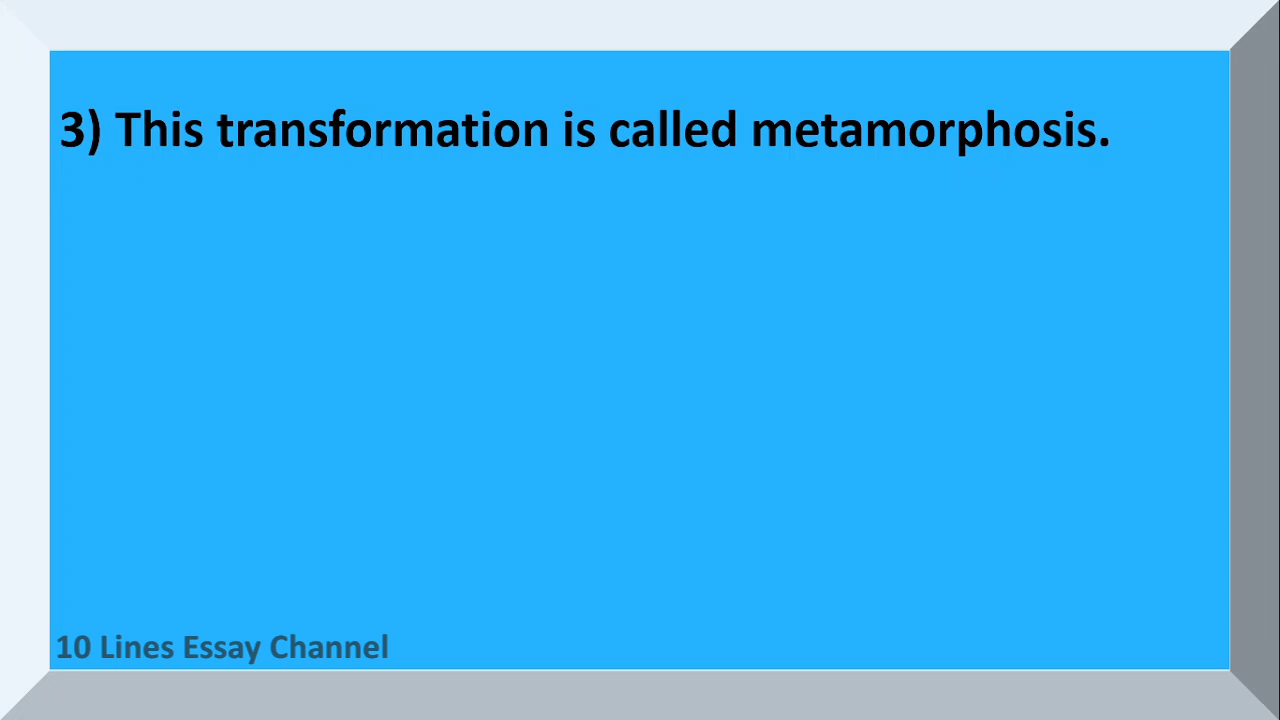 3) This transformation is called metamorphosis.
10 Lines Essay Channel